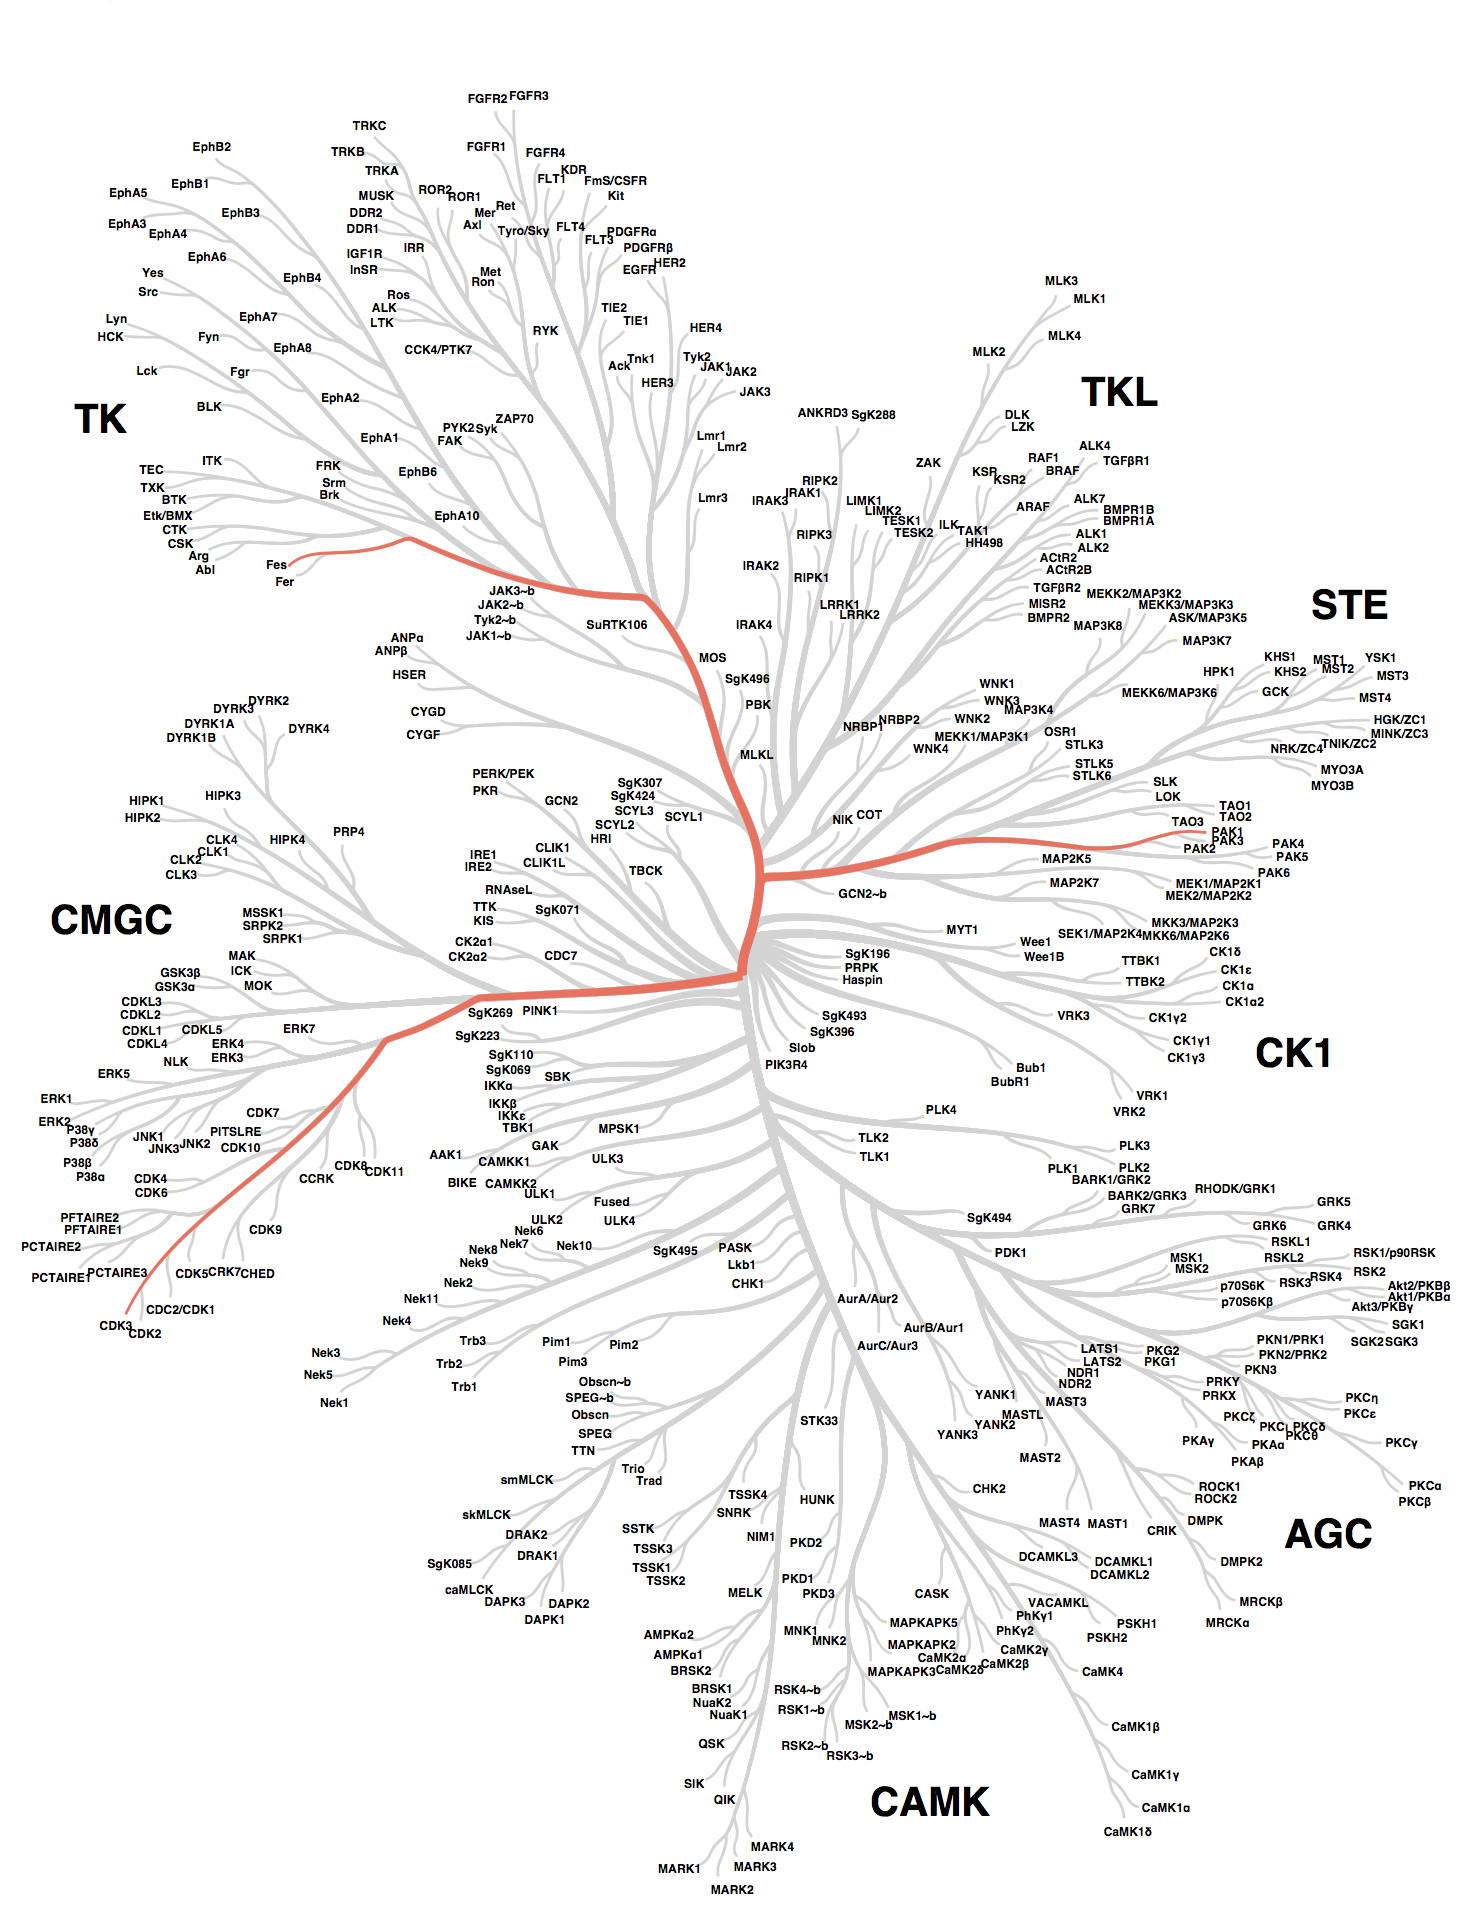 FGFR2
FGFR3
TRKC
EphB2
TRKB
FGFR1
FGFR4
TRKA
KDR
FLT1
FmS/CSFR
EphB1
EphA5
MUSK
ROR2
ROR1
Kit
Ret
Mer
DDR2
EphB3
EphA3
EphA4
DDR1
Axl
Tyro/Sky
FLT4
PDGFRα
FLT3
PDGFRβ
IRR
IGF1R
EphA6
InSR
HER2
EGFR
Yes
Met
Ron
EphB4
MLK3
Src
Ros
MLK1
ALK
TIE2
Lyn
EphA7
LTK
TIE1
HER4
RYK
HCK
Fyn
MLK4
EphA8
CCK4/PTK7
MLK2
Tnk1
Tyk2
Ack
JAK1
JAK2
Lck
Fgr
HER3
JAK3
TKL
EphA2
BLK
TK
ANKRD3
SgK288
DLK
LZK
ZAP70
PYK2
Syk
FAK
EphA1
Lmr1
Lmr2
ALK4
RAF1
TGFβR1
ITK
FRK
TEC
EphB6
ZAK
KSR
KSR2
BRAF
Srm
Brk
TXK
RIPK2
IRAK1
IRAK3
BTK
Lmr3
LIMK1
LIMK2
ALK7
ARAF
BMPR1B
BMPR1A
Etk/BMX
EphA10
TESK1
TESK2
ILK
TAK1
HH498
CTK
CSK
RIPK3
ALK1
ALK2
Arg
Abl
Fes
Fer
IRAK2
RIPK1
ACtR2
ACtR2B
JAK3~b
JAK2~b
Tyk2~b
JAK1~b
SuRTK106
LRRK1
LRRK2
TGFβR2
MISR2
BMPR2
MEKK2/MAP3K2
MEKK3/MAP3K3
ASK/MAP3K5
STE
IRAK4
MAP3K8
MAP3K7
ANPα
ANPβ
MOS
HSER
SgK496
KHS1
MST1
YSK1
KHS2
MST2
MST3
HPK1
WNK1
MEKK6/MAP3K6
GCK
MST4
DYRK2
DYRK3
PBK
WNK3
MAP3K4
CYGD
DYRK1A
DYRK4
NRBP1
NRBP2
WNK2
HGK/ZC1
MINK/ZC3
CYGF
DYRK1B
MEKK1/MAP3K1
OSR1
STLK3
WNK4
NRK/ZC4
TNIK/ZC2
MLKL
STLK5
STLK6
MYO3A
MYO3B
PERK/PEK
PKR
SgK307
SgK424
SLK
LOK
HIPK1
HIPK3
GCN2
SCYL3
SCYL1
TAO1
TAO2
HIPK2
SCYL2
NIK
COT
TAO3
PRP4
HRI
PAK1
PAK3
CLK4
HIPK4
CLIK1
PAK2
PAK4
CLK1
IRE1
CLIK1L
MAP2K5
PAK5
CLK2
IRE2
TBCK
PAK6
CLK3
RNAseL
GCN2~b
MAP2K7
MEK1/MAP2K1
MEK2/MAP2K2
TTK
SgK071
CMGC
MSSK1
SRPK2
SRPK1
KIS
MYT1
MKK3/MAP2K3
SEK1/MAP2K4
MKK6/MAP2K6
CK2α1
CK2α2
CDC7
Wee1
Wee1B
MAK
SgK196
PRPK
Haspin
TTBK1
CK1δ
GSK3β
ICK
CK1ε
GSK3α
MOK
TTBK2
CK1α
CDKL3
CK1α2
CDKL2
SgK269
PINK1
SgK493
VRK3
CK1γ2
CDKL1
CDKL5
ERK7
SgK396
CDKL4
SgK223
ERK4
Slob
CK1γ1
CK1
ERK3
NLK
SgK110
PIK3R4
CK1γ3
ERK5
SgK069
SBK
Bub1
IKKα
BubR1
ERK1
IKKβ
VRK1
CDK7
IKKε
PLK4
VRK2
ERK2
P38γ
TBK1
MPSK1
P38δ
JNK1
JNK3
JNK2
PITSLRE
TLK2
CDK10
GAK
PLK3
AAK1
TLK1
P38β
CAMKK1
ULK3
P38α
CDK8
CDK11
PLK1
PLK2
CDK4
CCRK
BIKE
CAMKK2
BARK1/GRK2
CDK6
ULK1
BARK2/GRK3
RHODK/GRK1
Fused
GRK7
GRK5
PFTAIRE2
PFTAIRE1
ULK2
ULK4
SgK494
GRK6
GRK4
CDK9
Nek6
RSKL1
PCTAIRE2
Nek8
Nek7
Nek10
SgK495
PASK
PDK1
MSK1
RSKL2
RSK1/p90RSK
Nek9
Lkb1
MSK2
PCTAIRE1
PCTAIRE3
CDK5
CRK7
CHED
Nek2
CHK1
p70S6K
RSK3
RSK4
RSK2
Akt2/PKBβ
Nek11
AurA/Aur2
p70S6Kβ
Akt1/PKBα
CDC2/CDK1
Akt3/PKBγ
CDK3
CDK2
Nek4
AurB/Aur1
SGK1
Trb3
Pim1
Pim2
AurC/Aur3
PKN1/PRK1
SGK2
SGK3
Nek3
Trb2
Pim3
LATS1
LATS2
PKG2
PKG1
PKN2/PRK2
Nek5
NDR1
PKN3
Trb1
Obscn~b
NDR2
PRKY
Nek1
SPEG~b
YANK1
MAST3
PRKX
PKCη
Obscn
STK33
MASTL
PKCζ
PKCε
SPEG
YANK2
PKCι
PKCδ
PKCθ
TTN
YANK3
PKAγ
PKAα
PKCγ
MAST2
PKAβ
smMLCK
Trio
Trad
CHK2
ROCK1
ROCK2
PKCα
PKCβ
TSSK4
HUNK
skMLCK
SNRK
MAST4
MAST1
CRIK
DMPK
AGC
DRAK2
SSTK
NIM1
PKD2
TSSK3
DRAK1
DCAMKL3
DCAMKL1
DCAMKL2
DMPK2
SgK085
TSSK1
TSSK2
PKD1
caMLCK
MELK
PKD3
CASK
DAPK3
DAPK2
DAPK1
VACAMKL
PhKγ1
MRCKβ
MRCKα
AMPKα2
MNK1
MNK2
MAPKAPK5
PhKγ2
PSKH1
PSKH2
AMPKα1
MAPKAPK2
CaMK2γ
BRSK2
CaMK2α
CaMK2β
MAPKAPK3
CaMK2δ
CaMK4
BRSK1
RSK4~b
NuaK2
RSK1~b
NuaK1
MSK1~b
MSK2~b
CaMK1β
QSK
RSK2~b
RSK3~b
SIK
CaMK1γ
QIK
CAMK
CaMK1α
CaMK1δ
MARK4
MARK1
MARK3
MARK2